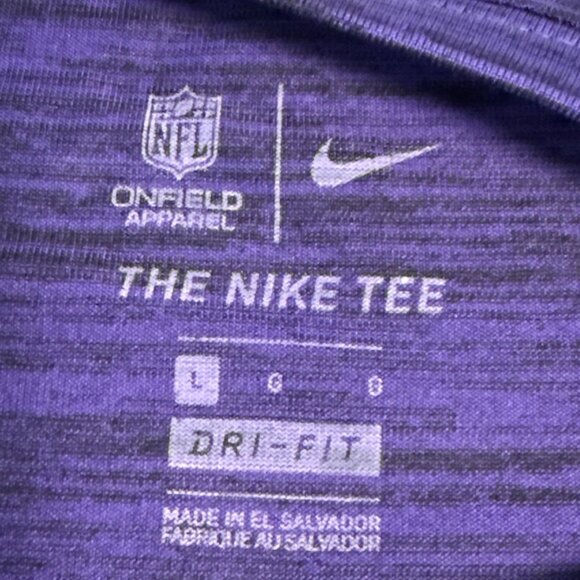 NFL
ONFIELD
APPAREL
THE NIKE TEE
L G G
DRI-FIT
MADE IN EL SALVADOR
FABRIQUE AU SALVADOR